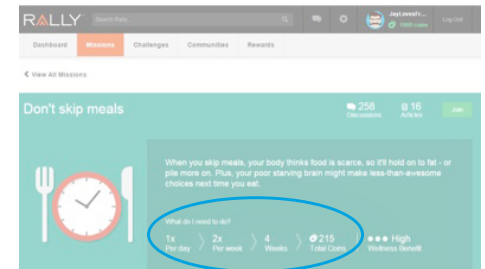 RALLY Search Rally... JayLovesFr...
1000 coins Log Out
Dashboard Missions Challenges Communities Rewards
< View All Missions
Don't skip meals
258 16 Join
Discussions Articles
When you skip meals, your body thinks food is scarce, so it'll hold on to fat - or
pile more on. Plus, your poor starving brain might make less-than-awesome
choices next time you eat.
What do I need to do?
1x 2x 4 215 High
Per day Per week Weeks Total Coins Wellness Benefit